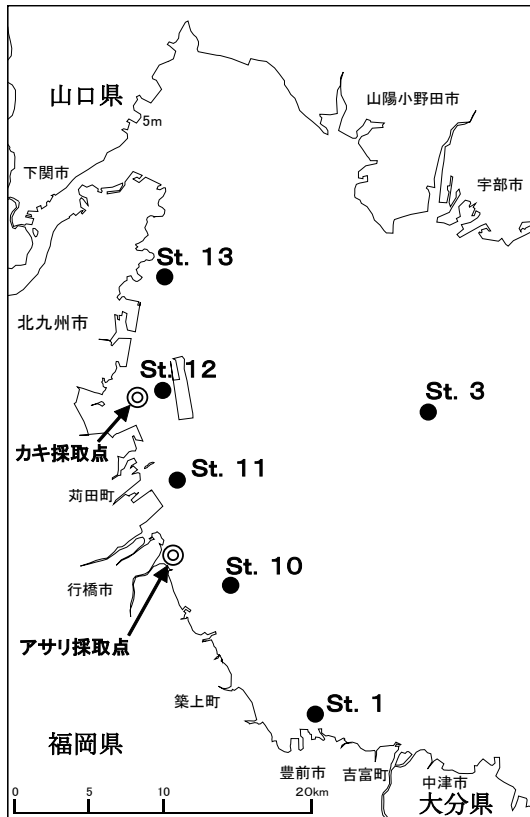 山口県
山陽小野田市
5m
下関市
宇部市
St. 13
北九州市
St. 12
St. 3
カキ採取点
St. 11
苅田町
St. 10
行橋市
アサリ採取点
築上町
St. 1
福岡県
豊前市
吉富町
中津市
大分県
0 5 10 20km